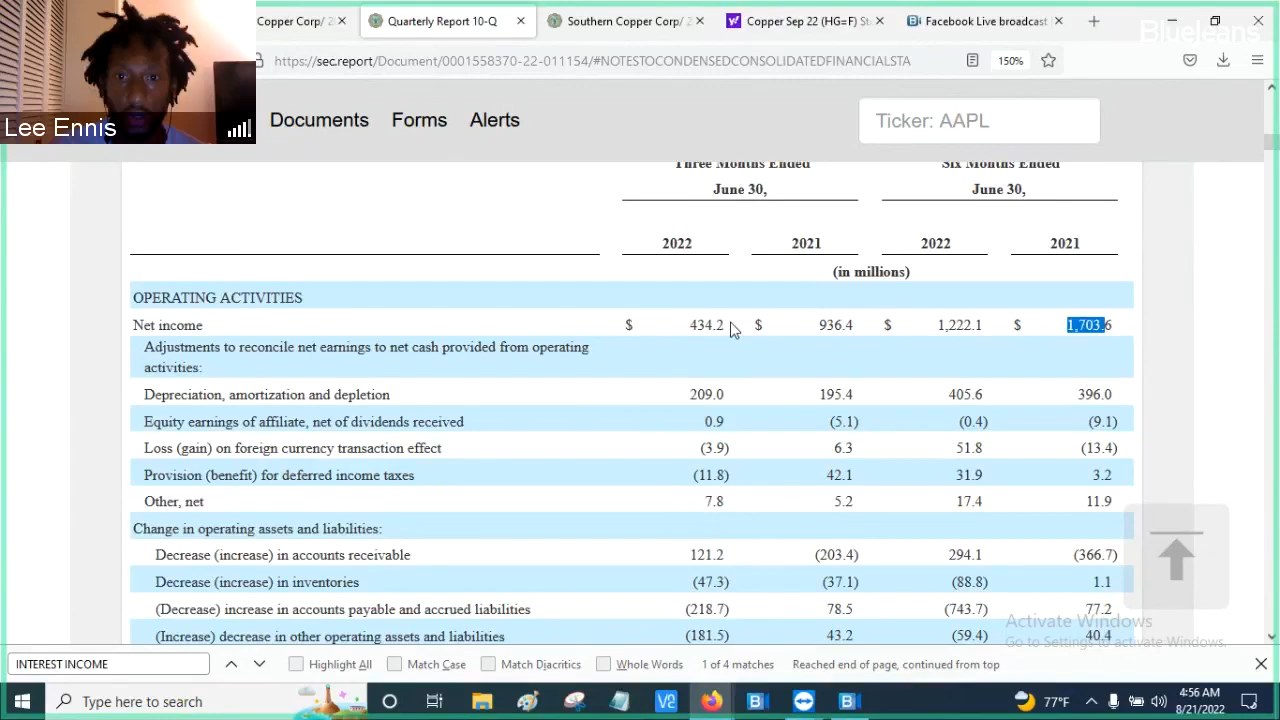 Copper Corp/ 2
Quarterly Report 10-Q
Southern Copper Corp/ 2
Copper Sep 22 (HG=F) St
Facebook Live broadcast
BlueJeans
https://sec.report/Document/0001558370-22-011154/#NOTESTOCONDENSEDCONSOLIDATEDFINANCIALSTA
150%
Lee Ennis
Documents Forms Alerts
Ticker: AAPL
Three Months Ended Six Months Ended
June 30, June 30,
2022 2021 2022 2021
(in millions)
OPERATING ACTIVITIES
Net income $ 434.2 $ 936.4 $ 1,222.1 $ 1,703.6
Adjustments to reconcile net earnings to net cash provided from operating
activities:
Depreciation, amortization and depletion 209.0 195.4 405.6 396.0
Equity earnings of affiliate, net of dividends received 0.9 (5.1) (0.4) (9.1)
Loss (gain) on foreign currency transaction effect (3.9) 6.3 51.8 (13.4)
Provision (benefit) for deferred income taxes (11.8) 42.1 31.9 3.2
Other, net 7.8 5.2 17.4 11.9
Change in operating assets and liabilities:
Decrease (increase) in accounts receivable 121.2 (203.4) 294.1 (366.7)
Decrease (increase) in inventories (47.3) (37.1) (88.8) 1.1
(Decrease) increase in accounts payable and accrued liabilities (218.7) 78.5 (743.7) 77.2
(Increase) decrease in other operating assets and liabilities (181.5) 43.2 (59.4) 40.4
Activate Windows
Go to Settings to activate Windows.
INTEREST INCOME Highlight All Match Case Match Diacritics Whole Words 1 of 4 matches Reached end of page, continued from top
Type here to search
77°F
4:56 AM
8/21/2022